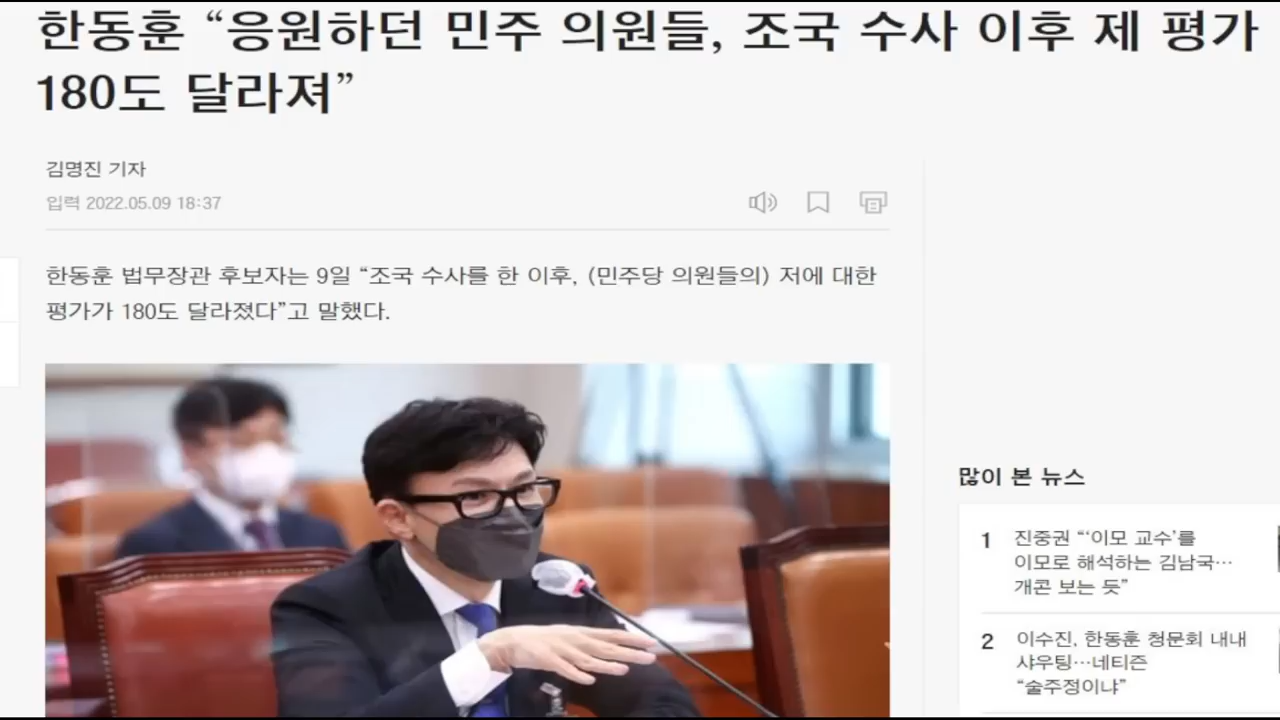 한동훈 “응원하던 민주 의원들, 조국 수사 이후 제 평가
180도 달라져”
김명진 기자
입력 2022.05.09 18:37
한동훈 법무장관 후보자는 9일 “조국 수사를 한 이후, (민주당 의원들의) 저에 대한
평가가 180도 달라졌다”고 말했다.
많이 본 뉴스
1 진중권 “‘이모 교수’를
이모로 해석하는 김남국…
개콘 보는 듯”
2 이수진, 한동훈 청문회 내내
샤우팅…네티즌
“술주정이냐”